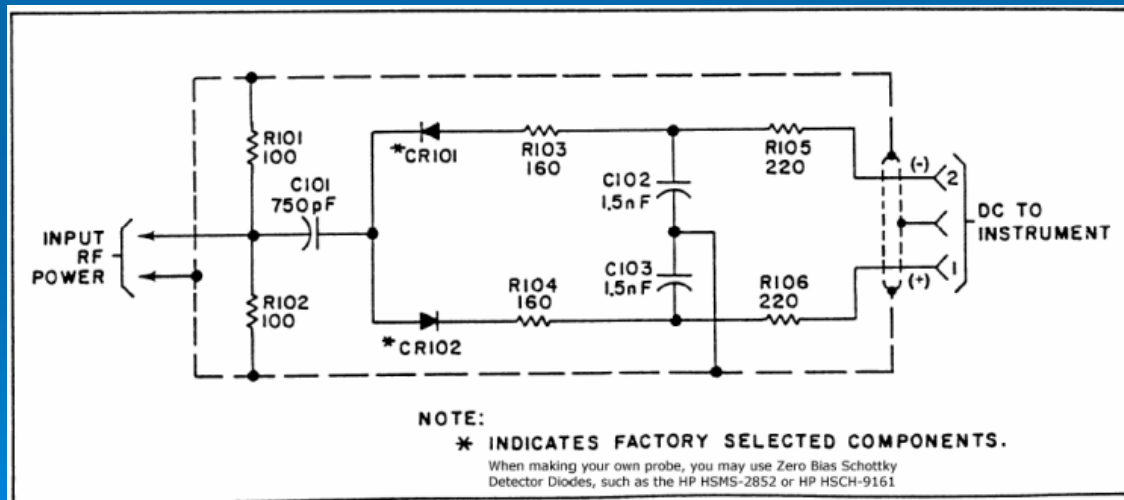 R101
100
C101
750pF
*CR101
R103
160
C102
1.5nF
R105
220
(-)
2
INPUT
RF
POWER
DC TO
INSTRUMENT
R102
100
*CR102
R104
160
C103
1.5nF
R106
220
(+)
1
NOTE:
* INDICATES FACTORY SELECTED COMPONENTS.
When making your own probe, you may use Zero Bias Schottky
Detector Diodes, such as the HP HSMS-2852 or HP HSCH-9161